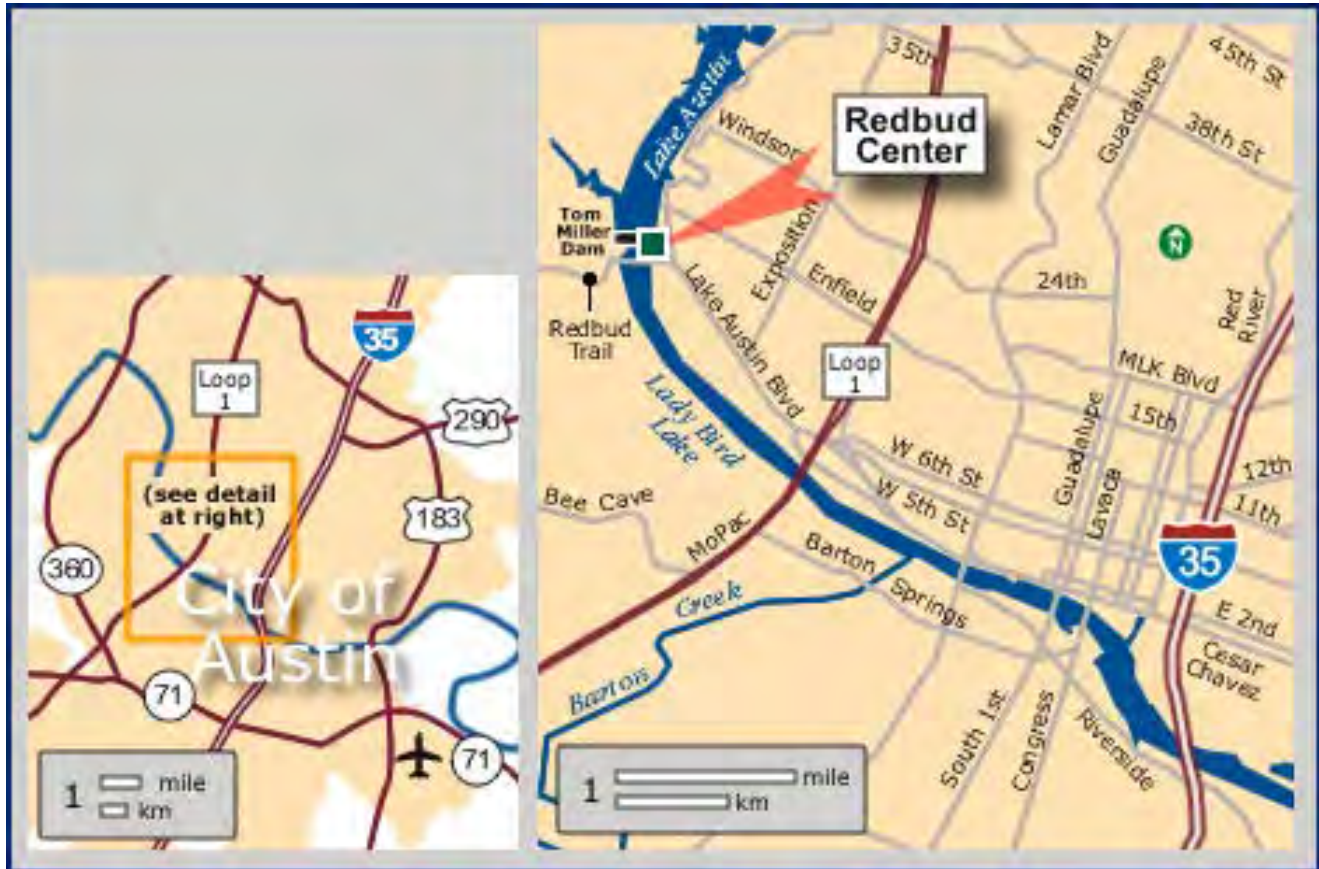 35
Loop
1
290
(see detail
at right)
183
360
City of
Austin
71
71
1
mile
km
35th
Lamar Blvd
Guadalupe
45th St
Lake Austin
Windsor
Redbud
Center
38th St
Tom
Miller
Dam
N
Exposition
Enfield
24th
Red
River
Redbud
Trail
Lake Austin Blvd
Loop
1
MLK Blvd
Lady Bird
Lake
Guadalupe
15th
W 6th St
12th
W 5th St
Lavaca
11th
Bee Cave
MoPac
35
Barton
Springs
Creek
Barton
E 2nd
Cesar
Chavez
South 1st
Congress
Riverside
1
mile
km